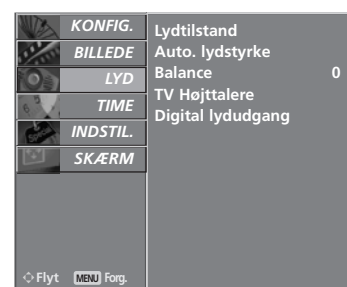 KONFIG.
BILLEDE
LYD
TIME
INDSTIL.
SKÆRM
Flyt MENU Forg.
Lydtilstand
Auto. lydstyrke
Balance 0
TV Højttalere
Digital lydudgang